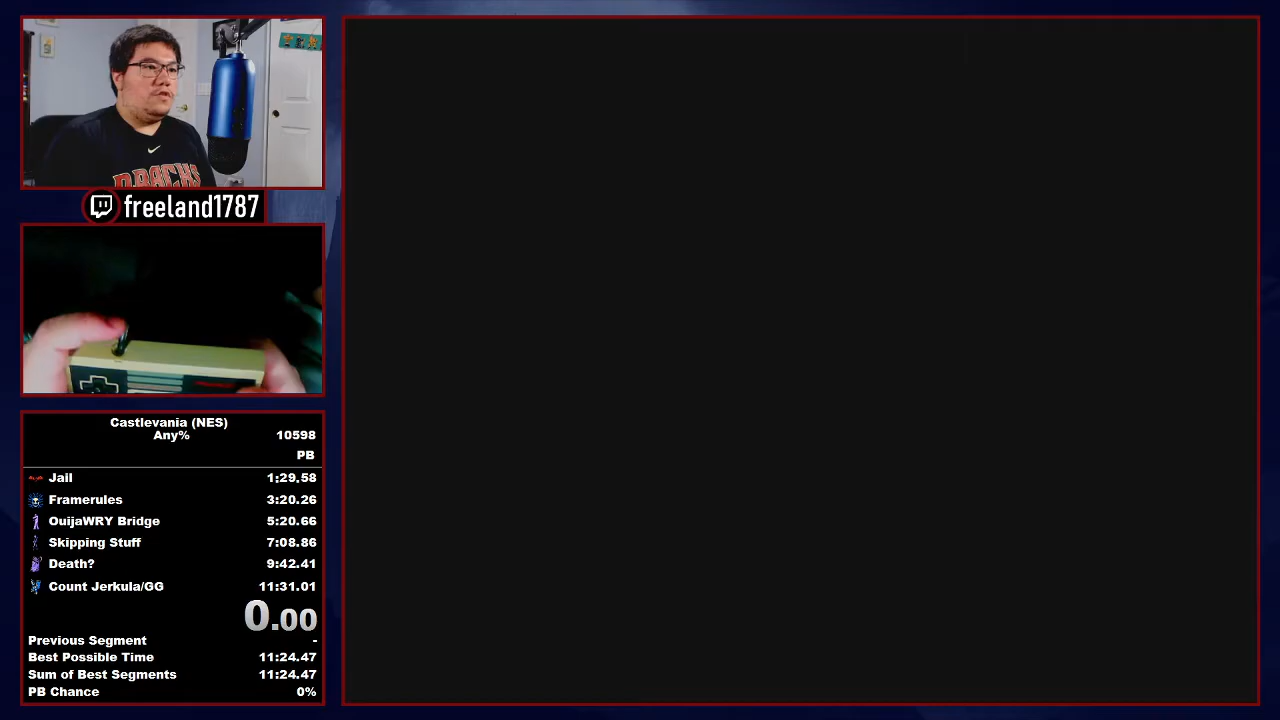 freeland1787
Castlevania (NES)
Any% 10598
PB
Jail 1:29.58
Framerules 3:20.26
OuijaWRY Bridge 5:20.66
Skipping Stuff 7:08.86
Death? 9:42.41
Count Jerkula/GG 11:31.01
0.00
Previous Segment -
Best Possible Time 11:24.47
Sum of Best Segments 11:24.47
PB Chance 0%